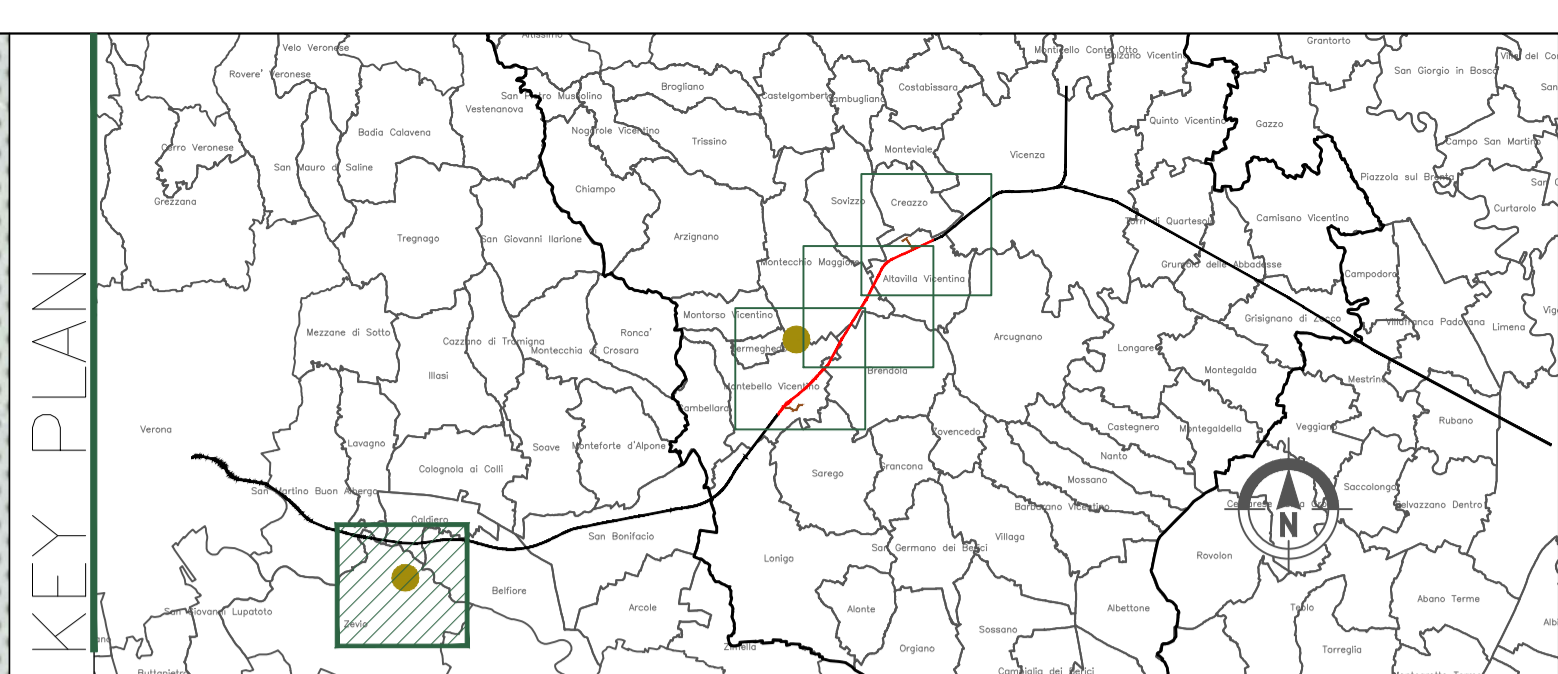 KEY PLAN
Velo Veronese
Altissimo
Monticello Conte Otto
Bolzano Vicentino
Grantorto
Rovere' Veronese
San Pietro Mussolino
Vestenanova
Brogliano
Castelgomberto
Gambugliano
Costabissara
San Giorgio in Bosco
Badia Calavena
Nogarole Vicentino
Trissino
Quinto Vicentino
Gazzo
Cerro Veronese
San Mauro di Saline
Monteviale
Vicenza
Campo San Martino
Grezzana
Chiampo
Sovizzo
Creazzo
Piazzola sul Brenta
Curtarolo
Tregnago
San Giovanni Ilarione
Arzignano
Torri di Quartesolo
Camisano Vicentino
Montecchio Maggiore
Altavilla Vicentina
Grumolo delle Abbadesse
Campodoro
Mezzane di Sotto
Cazzano di Tramigna
Ronca'
Montorso Vicentino
Grisignano di Zocco
Villafranca Padovana
Limena
Montecchia di Crosara
Zermeghedo
Arcugnano
Longare
Illasi
Montebello Vicentino
Brendola
Montegalda
Mestrino
Verona
Lavagno
Soave
Monteforte d'Alpone
Gambellara
Sarego
Grancona
Zovencedo
Castegnero
Montegaldella
Veggiano
Rubano
Colognola ai Colli
Nanto
Mossano
Saccolongo
San Martino Buon Albergo
Barbarano Vicentino
Selvazzano Dentro
Caldiero
San Bonifacio
Lonigo
San Germano dei Berici
Villaga
N
Rovolon
Belfiore
Zevio
San Giovanni Lupatoto
Arcole
Alonte
Albettone
Teolo
Abano Terme
Zimella
Orgiano
Sossano
Torreglia
Buttapietra
Campiglia dei Berici